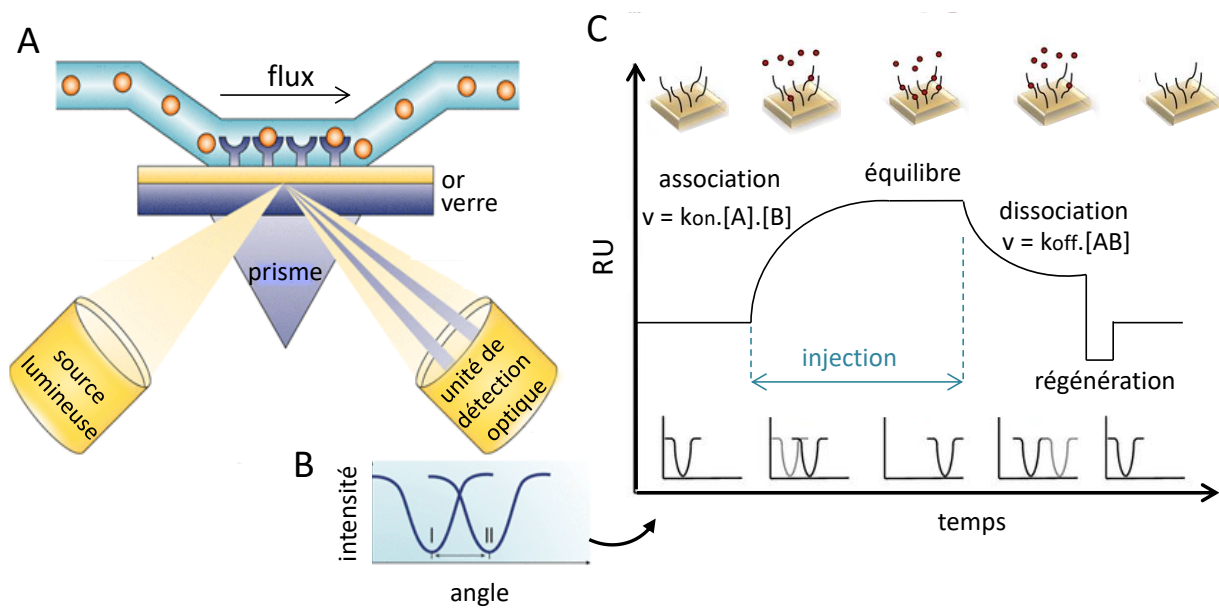 A
flux
or
verre
prisme
source
lumineuse
unité de
détection
optique
B
intensité
I
II
angle
C
RU
association
v = kon.[A].[B]
équilibre
dissociation
v = koff.[AB]
injection
régénération
temps